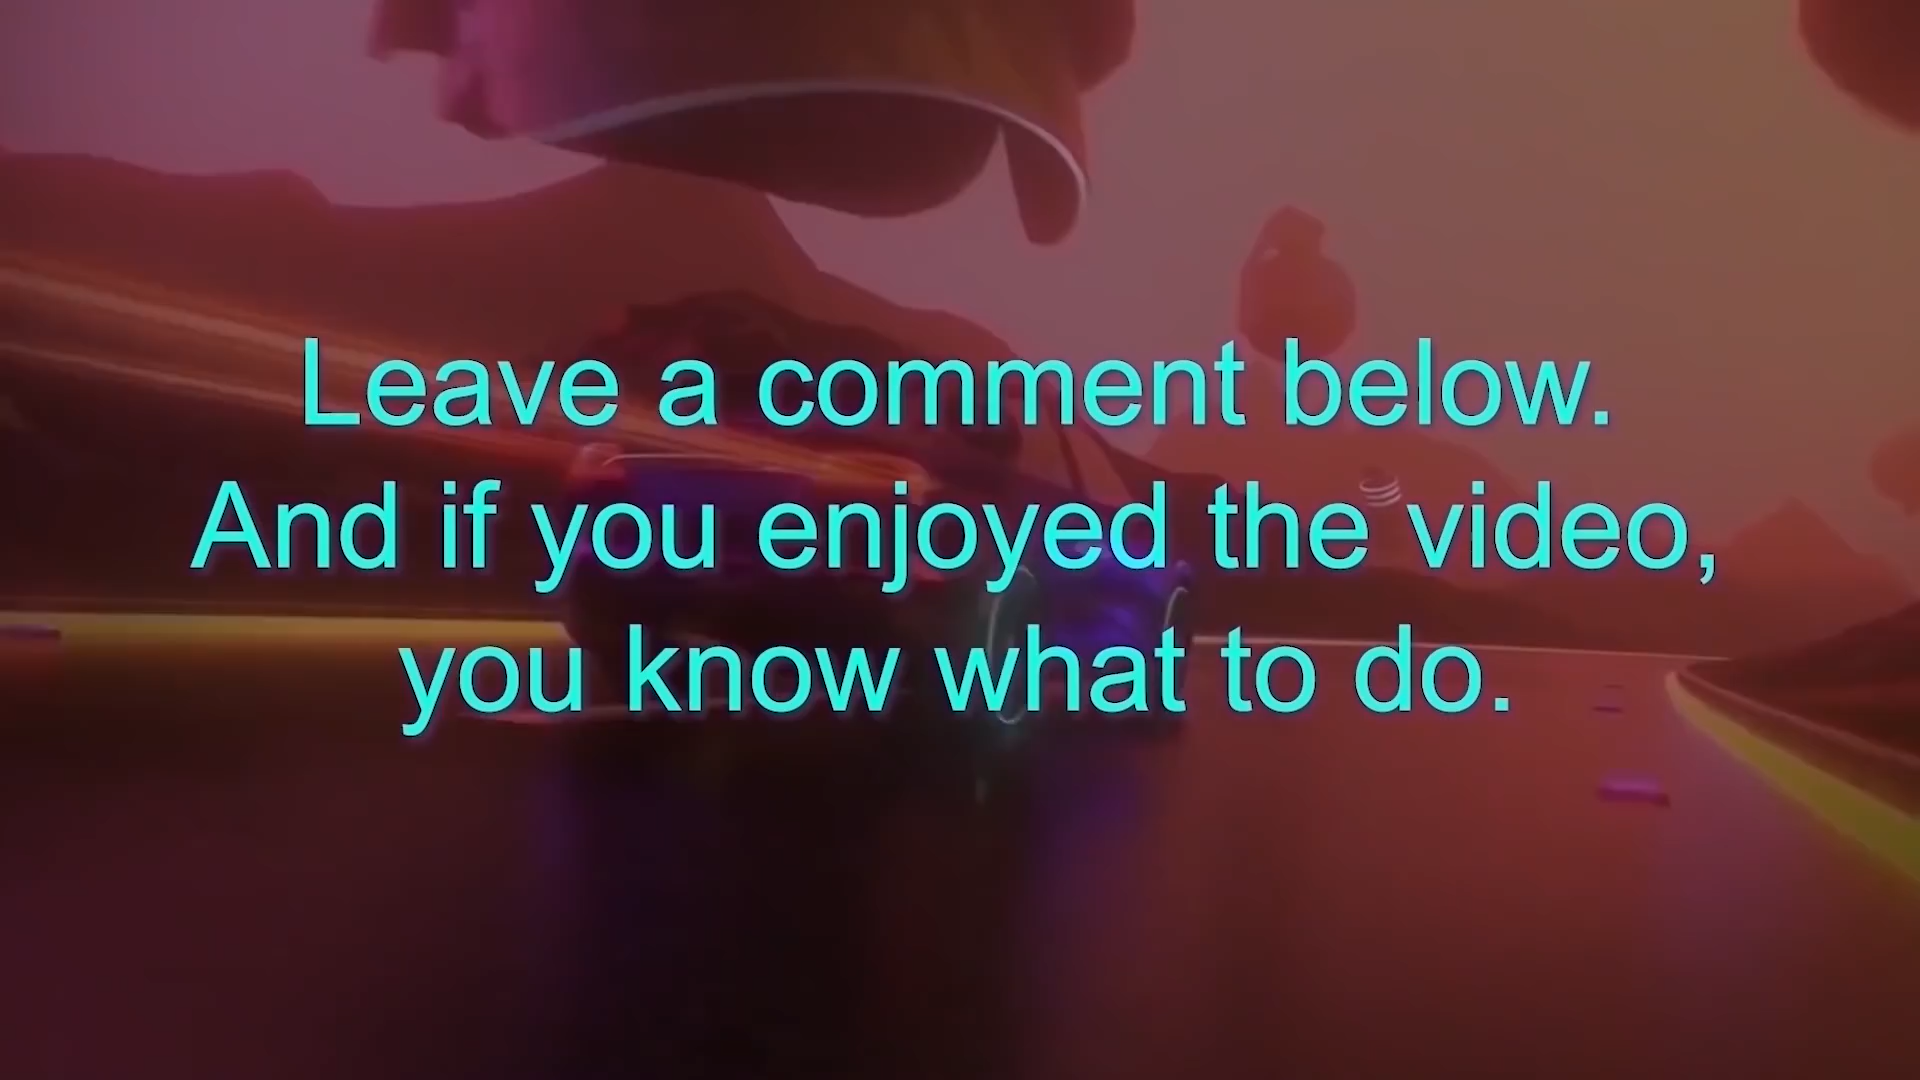 Leave a comment below.
And if you enjoyed the video,
you know what to do.